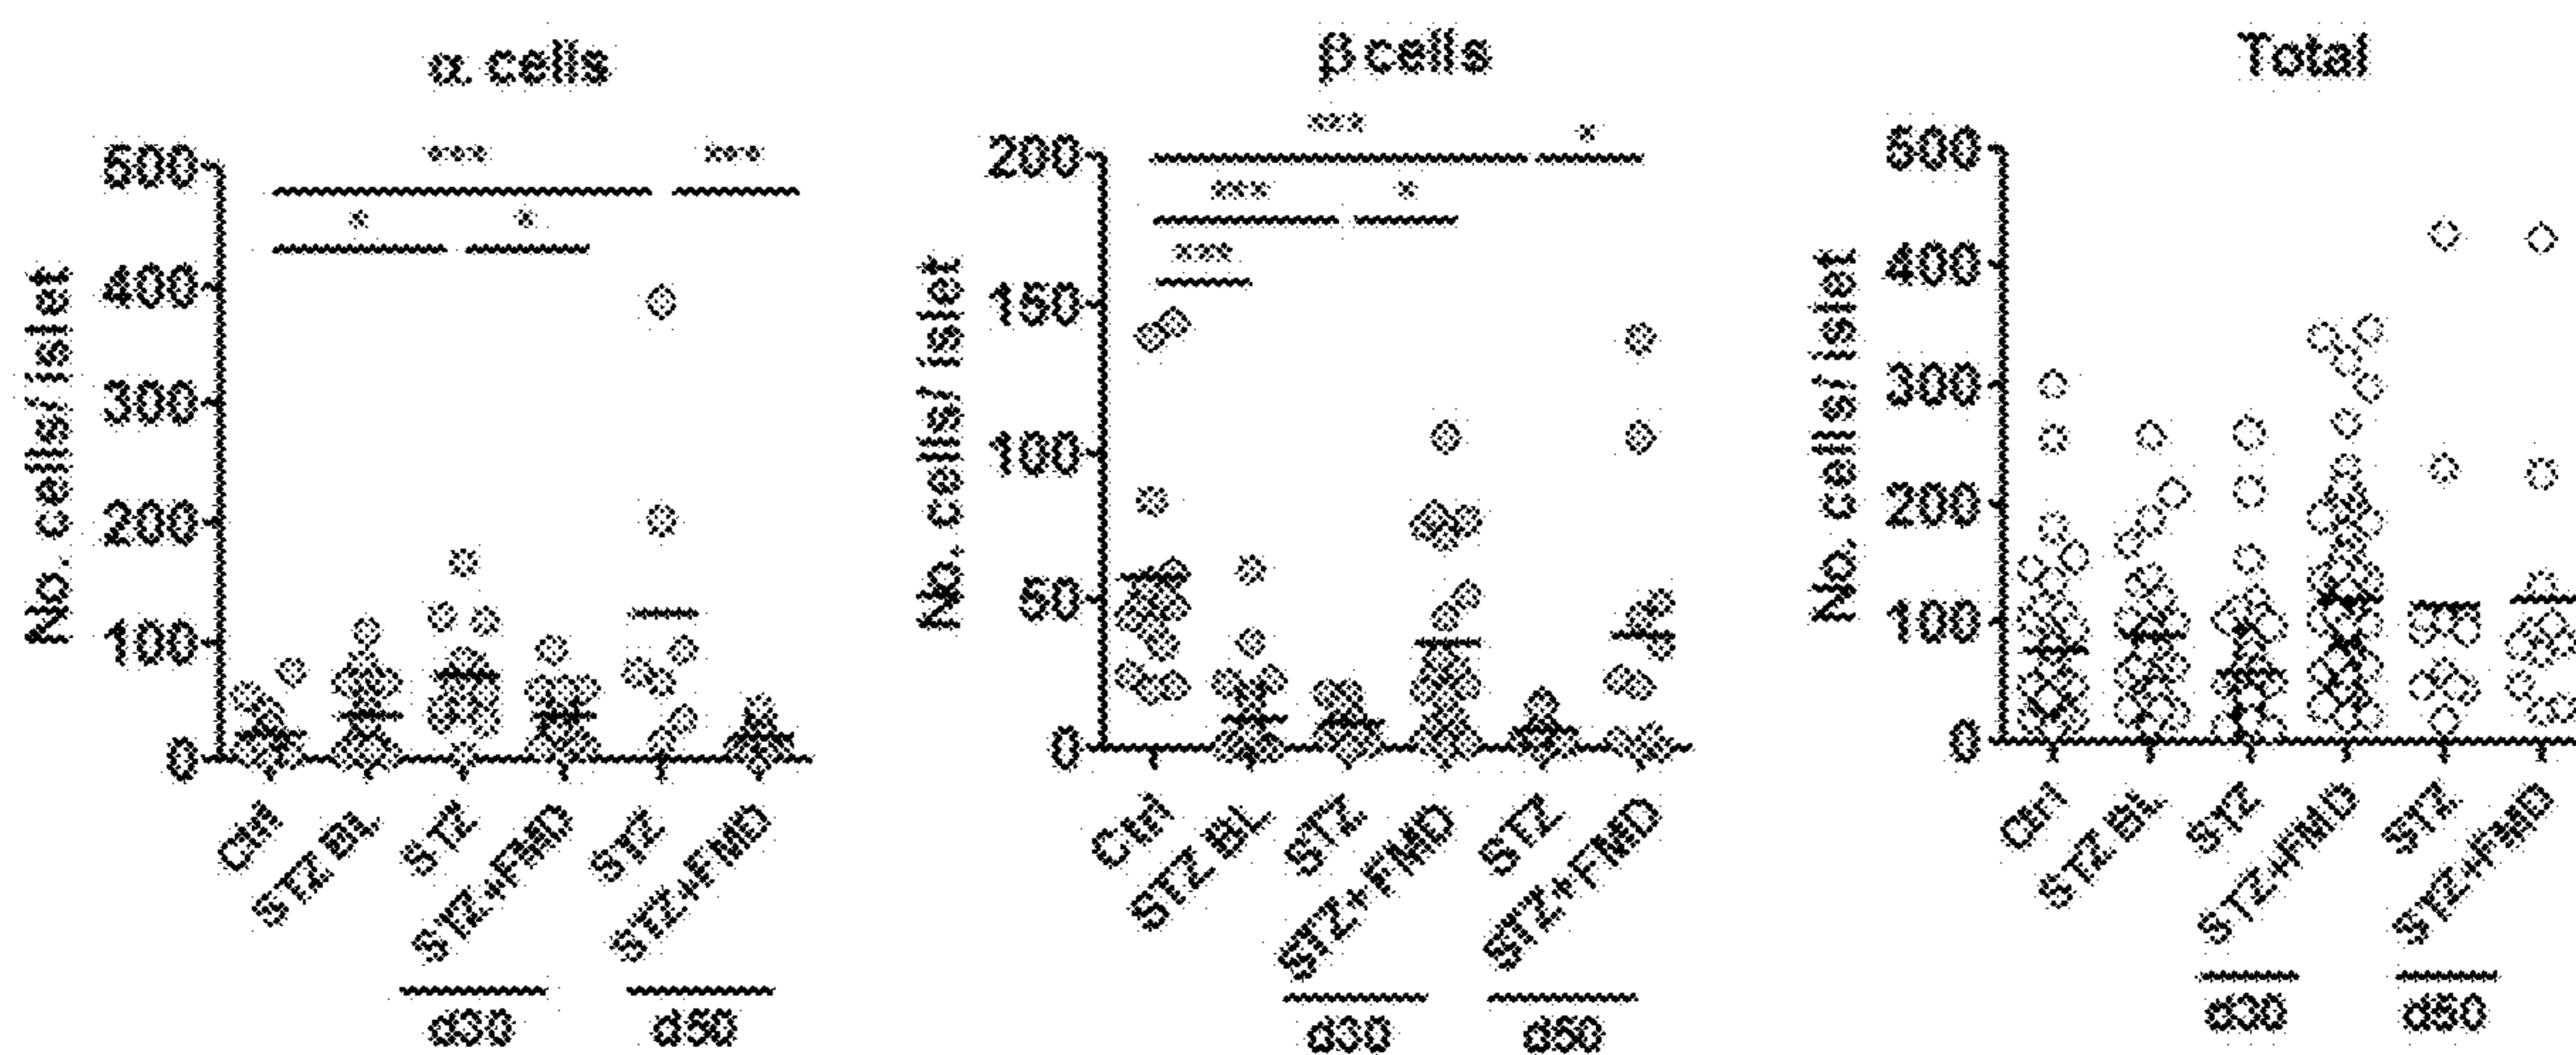 α cells
***
***
*
*
No. cells/ islet
500
400
300
200
100
0
Ctrl
STZ BL
STZ
STZ+FMD
STZ
STZ+FMD
d30
d50
β cells
***
*
***
*
***
No. cells/ islet
200
150
100
50
0
Ctrl
STZ BL
STZ
STZ+FMD
STZ
STZ+FMD
d30
d50
Total
No. cells/ islet
500
400
300
200
100
0
Ctrl
STZ BL
STZ
STZ+FMD
STZ
STZ+FMD
d30
d50